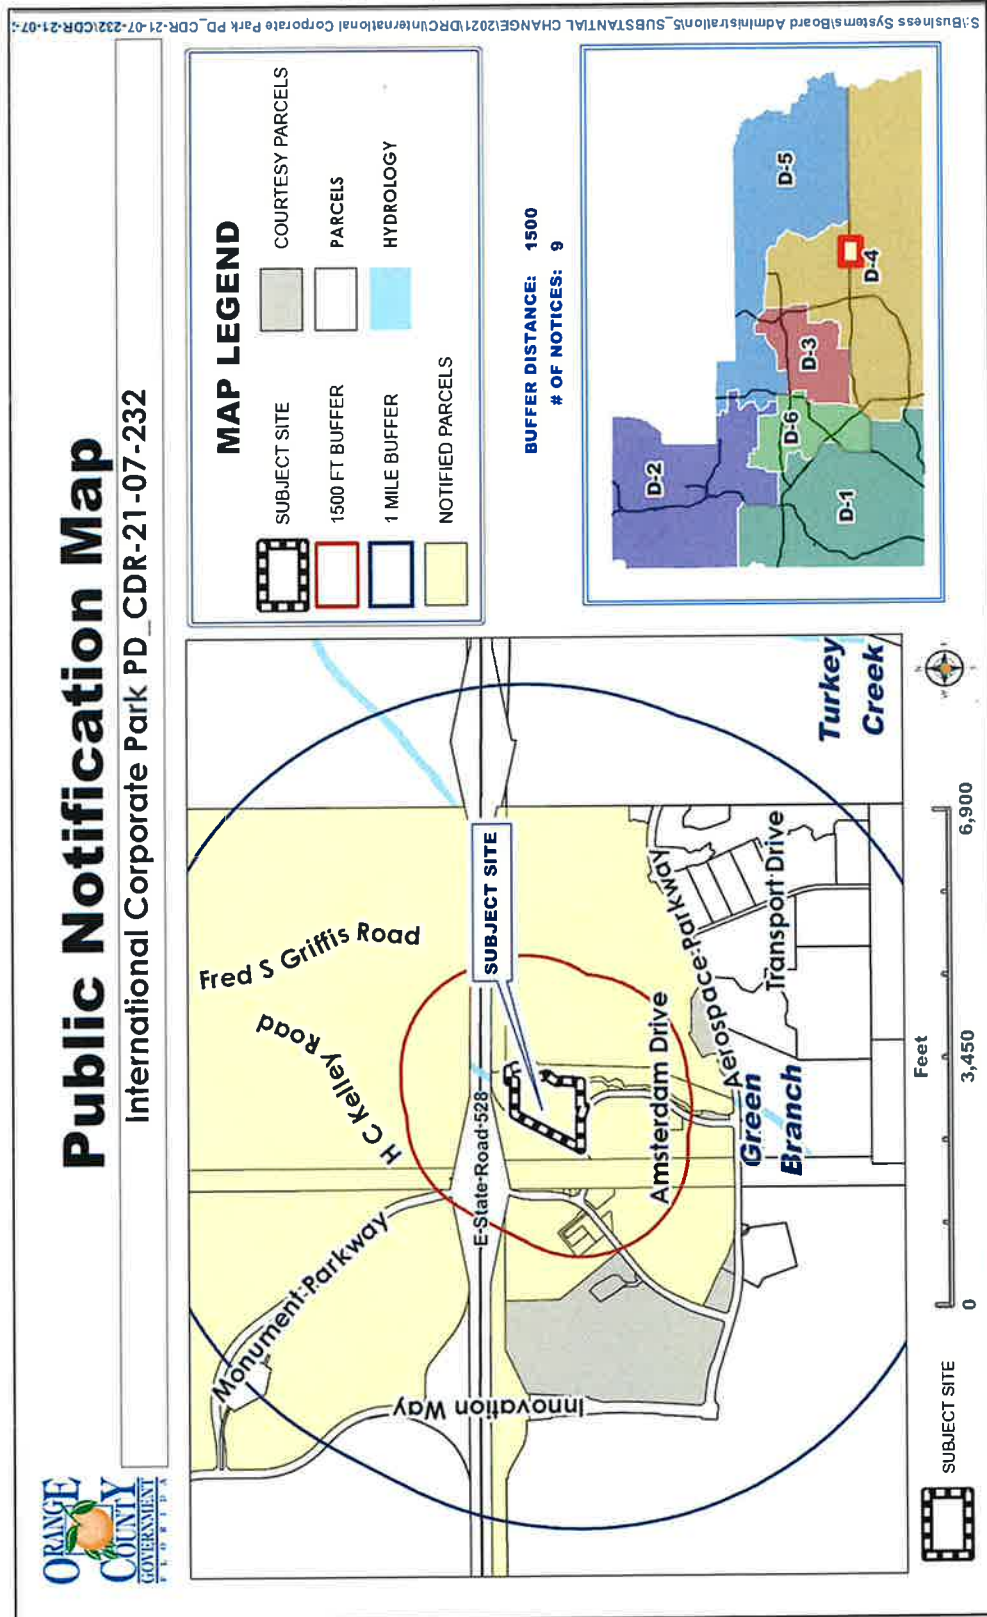 ORANGE
COUNTY
GOVERNMENT
FLORIDA
Public Notification Map
International Corporate Park PD_CDR-21-07-232
Fred S Griffis Road
H C Kelley Road
Monument Parkway
E-State-Road-528
SUBJECT SITE
Innovation Way
Amsterdam Drive
Aerospace Parkway
Transport Drive
Green
Branch
Turkey
Creek
SUBJECT SITE
Feet
0
3,450
6,900
N
E
S
W
MAP LEGEND
SUBJECT SITE
1500 FT BUFFER
1 MILE BUFFER
NOTIFIED PARCELS
COURTESY PARCELS
PARCELS
HYDROLOGY
BUFFER DISTANCE: 1500
# OF NOTICES: 9
D-2
D-5
D-6
D-3
D-4
D-1
S:\Business Systems\Board Administration\5_SUBSTANTIAL CHANGE\2021\DRC\International Corporate Park PD_CDR-21-07-232\CDR-21-07-2